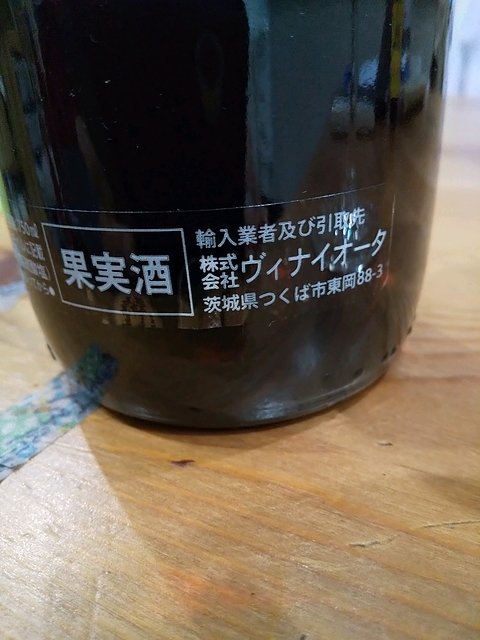 750ml
果実酒
輸入業者及び引取先
株式会社 ヴィナイオータ
茨城県つくば市東岡88-3